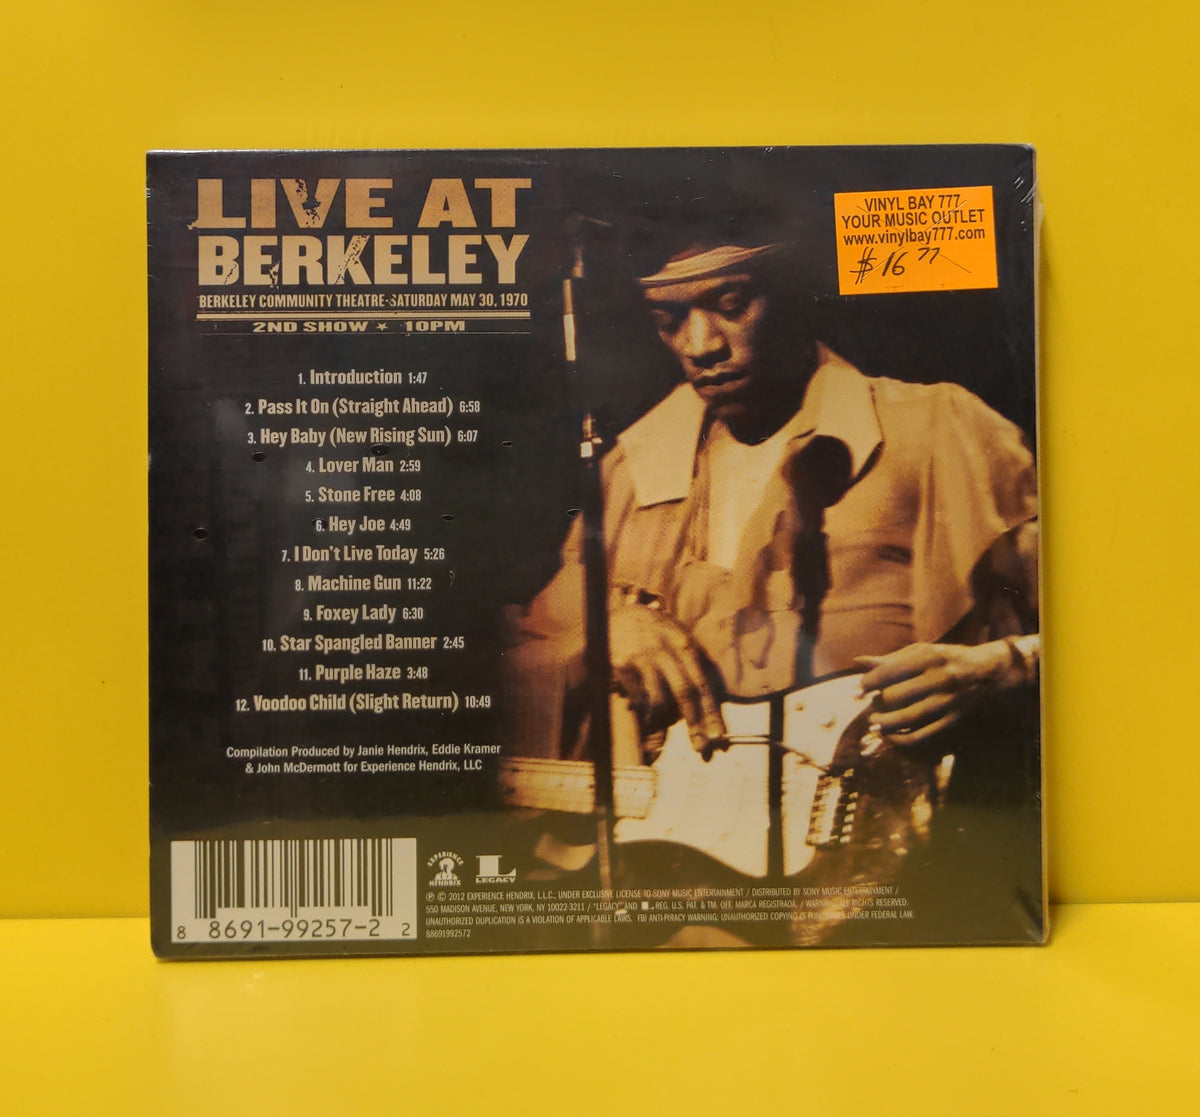 LIVE AT
BERKELEY
BERKELEY COMMUNITY THEATRE-SATURDAY MAY 30, 1970
2ND SHOW ★ 10PM
1. Introduction 1:47
2. Pass It On (Straight Ahead) 6:58
3. Hey Baby (New Rising Sun) 6:07
4. Lover Man 2:59
5. Stone Free 4:08
6. Hey Joe 4:49
7. I Don't Live Today 5:26
8. Machine Gun 11:22
9. Foxey Lady 6:30
10. Star Spangled Banner 2:45
11. Purple Haze 3:48
12. Voodoo Child (Slight Return) 10:49
Compilation Produced by Janie Hendrix, Eddie Kramer
& John McDermott for Experience Hendrix, LLC
VINYL BAY 777
YOUR MUSIC OUTLET
www.vinylbay777.com
$16 77
8 8691-99257-2 2
EXPERIENCE
HENDRIX
L
LEGACY
℗ © 2012 EXPERIENCE HENDRIX, L.L.C., UNDER EXCLUSIVE LICENSE TO SONY MUSIC ENTERTAINMENT / DISTRIBUTED BY SONY MUSIC ENTERTAINMENT /
550 MADISON AVENUE, NEW YORK, NY 10022-3211 / "LEGACY" AND L REG. U.S. PAT. & TM. OFF. MARCA REGISTRADA. / WARNING: ALL RIGHTS RESERVED.
UNAUTHORIZED DUPLICATION IS A VIOLATION OF APPLICABLE LAWS. FBI ANTI-PIRACY WARNING: UNAUTHORIZED COPYING IS PUNISHABLE UNDER FEDERAL LAW.
88691992572